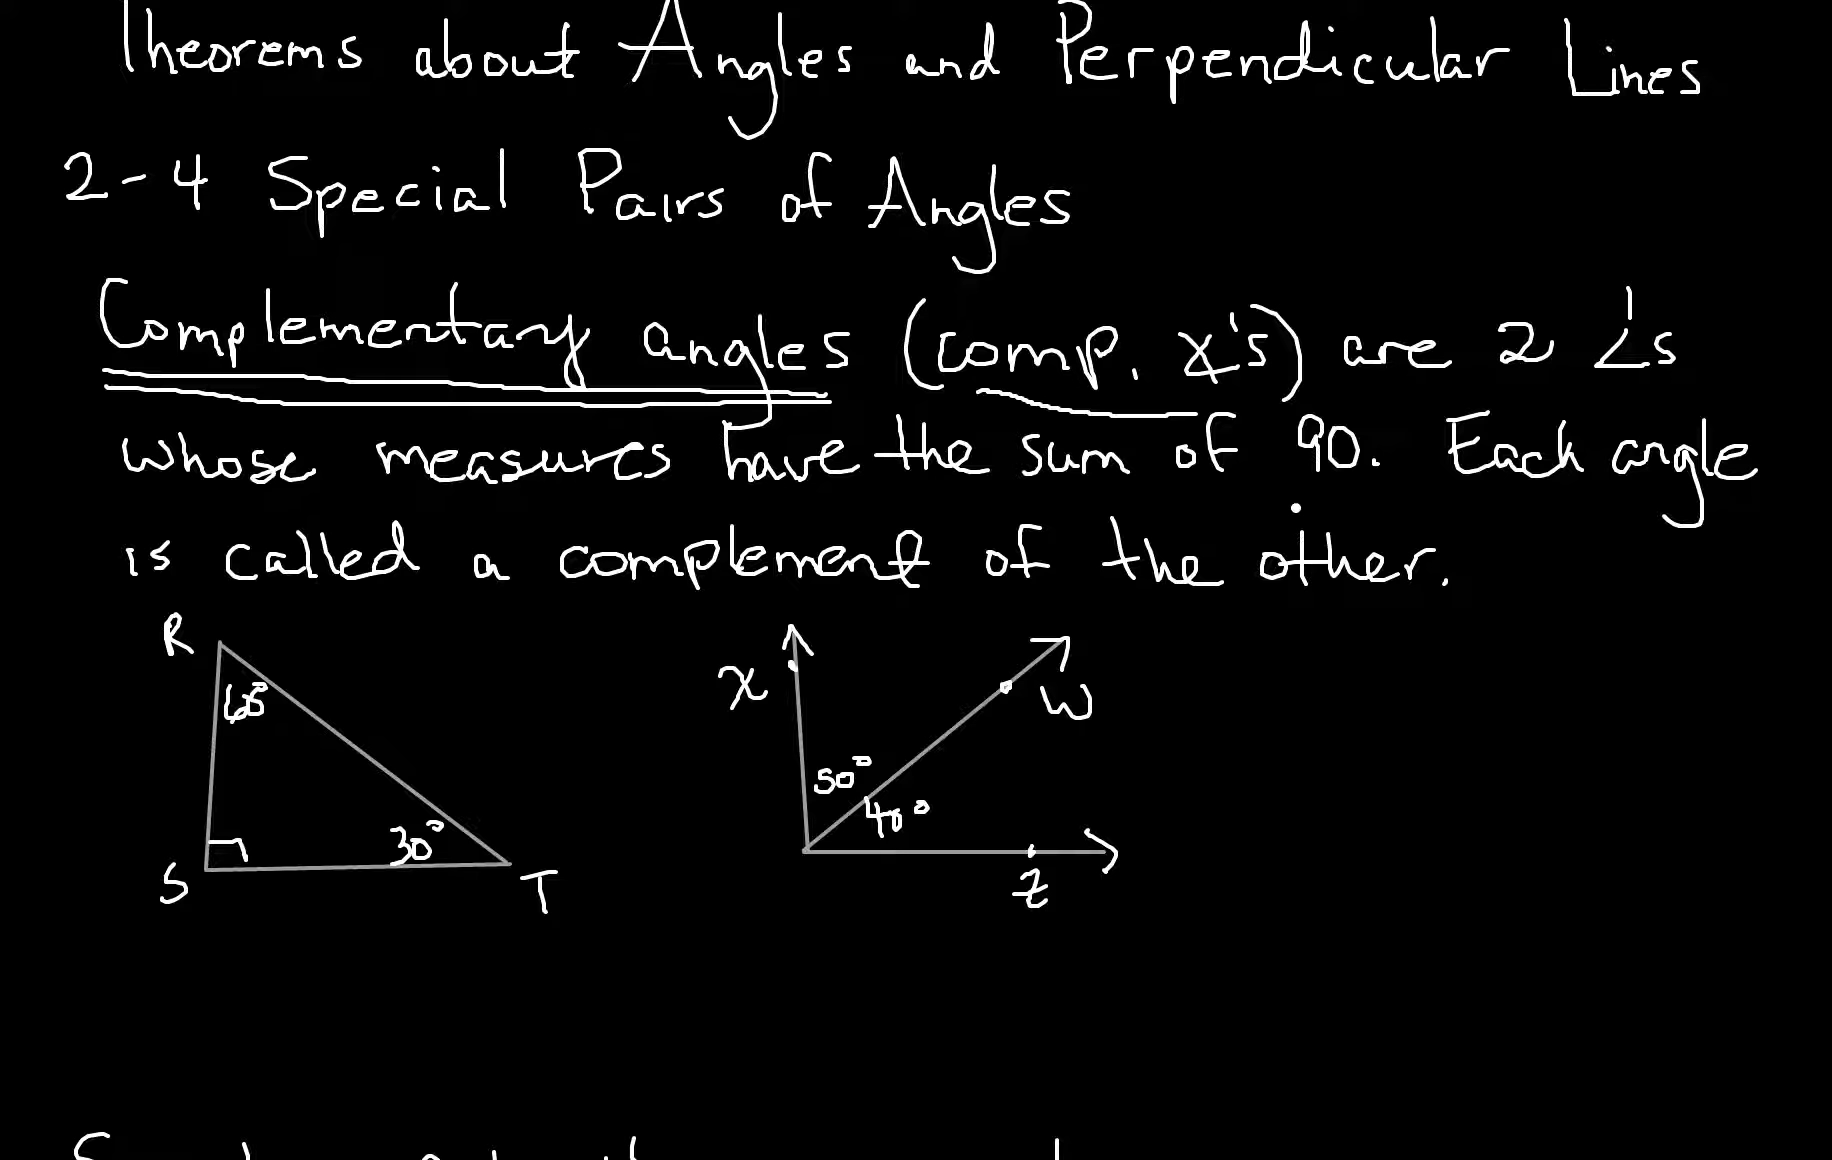 Theorems about Angles and Perpendicular Lines
2-4 Special Pairs of Angles
Complementary angles (comp. ∠'s) are 2 ∠'s
whose measures have the sum of 90. Each angle
is called a complement of the other.
R
60°
S
30°
T
X
W
50°
40°
Z